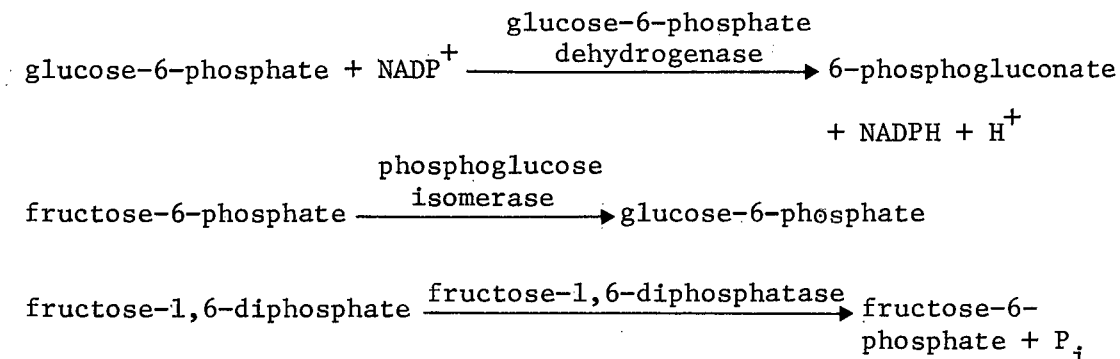 glucose-6-phosphate
dehydrogenase
glucose-6-phosphate + NADP+ 6-phosphogluconate
+ NADPH + H+
phosphoglucose
isomerase
fructose-6-phosphate glucose-6-phosphate
fructose-1,6-diphosphate fructose-1,6-diphosphatase fructose-6-
phosphate + Pi